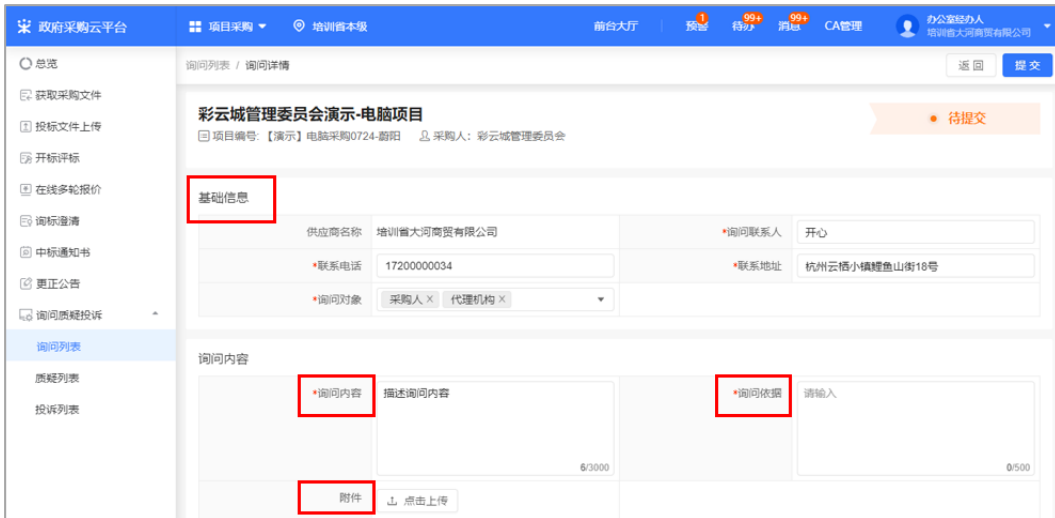 政府采购云平台 项目采购 培训省本级 前台大厅 预警 1 待办 99+ 消息 99+ CA管理 办公室经办人
培训省大河商贸有限公司
总览 询问列表 / 询问详情 返回 提交
获取采购文件
投标文件上传 彩云城管理委员会演示-电脑项目 待提交
项目编号:【演示】电脑采购0724-蔚阳 采购人: 彩云城管理委员会
开标评标
在线多轮报价 基础信息
询标澄清 供应商名称 培训省大河商贸有限公司 *询问联系人 开心
中标通知书 *联系电话 17200000034 *联系地址 杭州云栖小镇鲤鱼山街18号
更正公告 *询问对象 采购人 × 代理机构 ×
询问质疑投诉
询问列表 询问内容
质疑列表 *询问内容 描述询问内容 *询问依据 请输入
投诉列表
6/3000 0/500
附件 点击上传